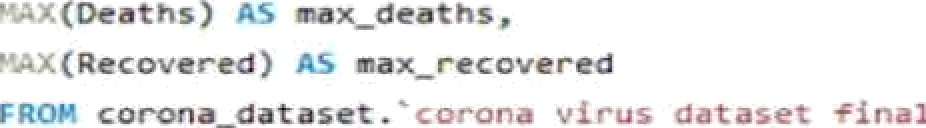 MAX(Deaths) AS max_deaths,
MAX(Recovered) AS max_recovered
FROM corona_dataset.`corona virus dataset final